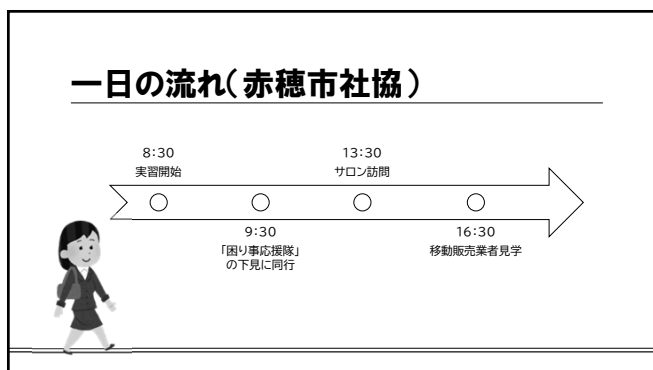 一日の流れ(赤穂市社協)
8:30
実習開始
9:30
「困り事応援隊」
の下見に同行
13:30
サロン訪問
16:30
移動販売業者見学